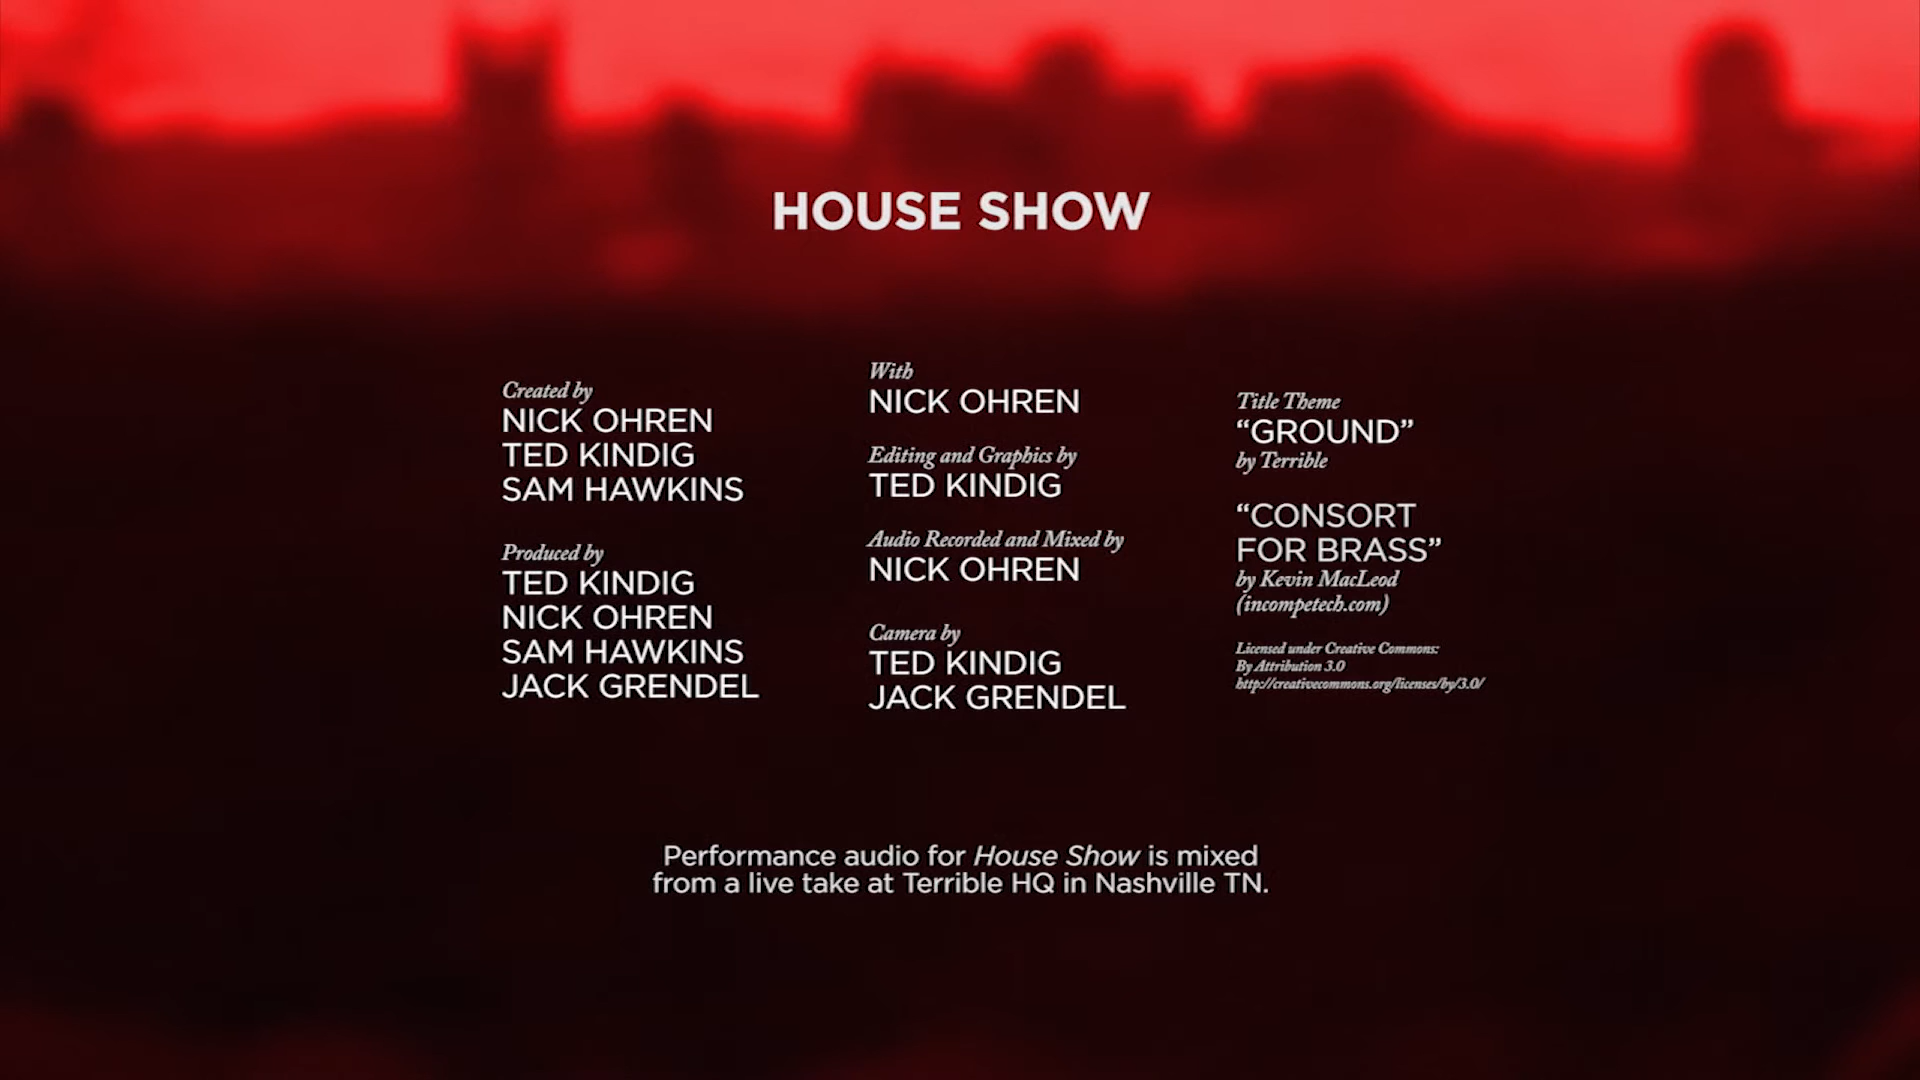 HOUSE SHOW
Created by
NICK OHREN
TED KINDIG
SAM HAWKINS
Produced by
TED KINDIG
NICK OHREN
SAM HAWKINS
JACK GRENDEL
With
NICK OHREN
Editing and Graphics by
TED KINDIG
Audio Recorded and Mixed by
NICK OHREN
Camera by
TED KINDIG
JACK GRENDEL
Title Theme
“GROUND”
by Terrible
“CONSORT
FOR BRASS”
by Kevin MacLeod
(incompetech.com)
Licensed under Creative Commons:
By Attribution 3.0
http://creativecommons.org/licenses/by/3.0/
Performance audio for House Show is mixed
from a live take at Terrible HQ in Nashville TN.